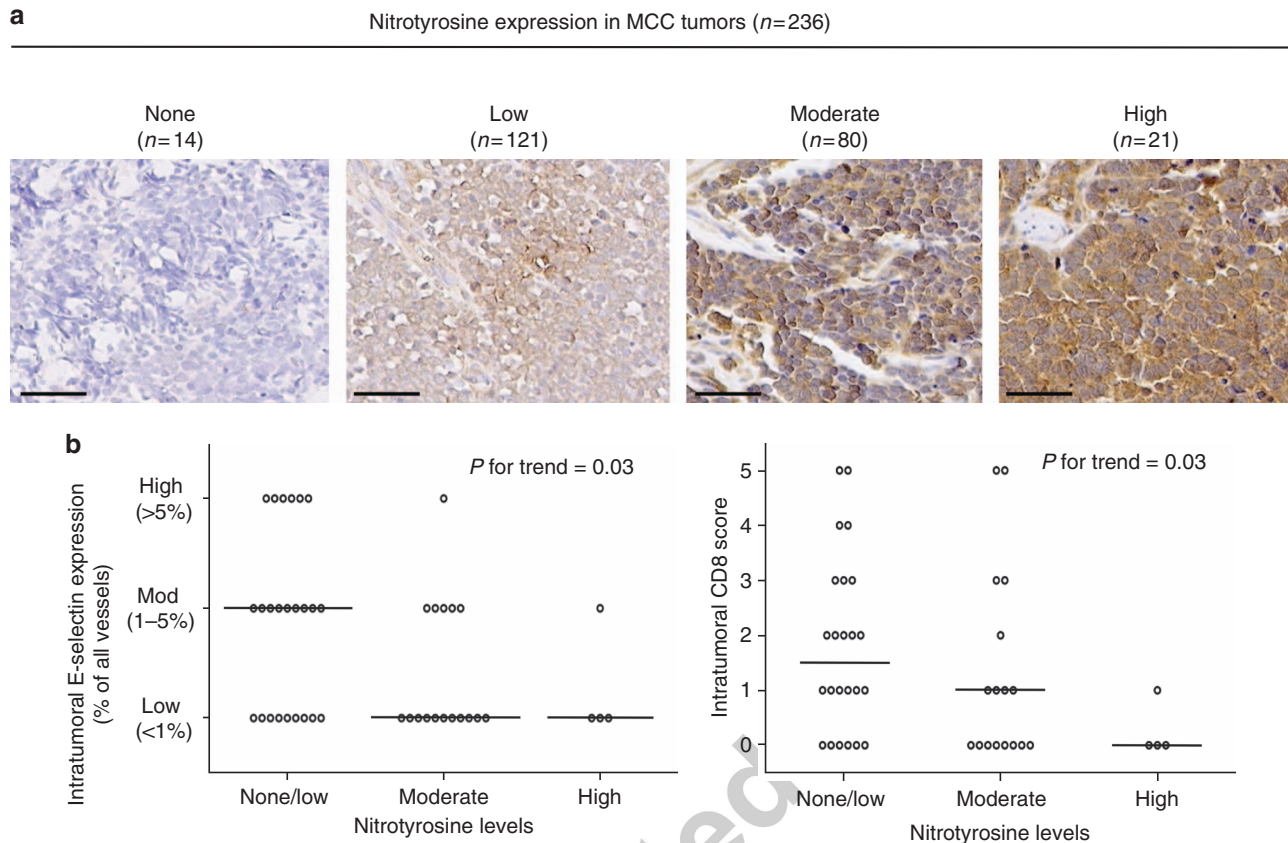 a
Nitrotyrosine expression in MCC tumors (n=236)
None
(n=14)
Low
(n=121)
Moderate
(n=80)
High
(n=21)
b
Intratumoral E-selectin expression
(% of all vessels)
High
(>5%)
Mod
(1–5%)
Low
(<1%)
P for trend = 0.03
None/low
Moderate
High
Nitrotyrosine levels
Intratumoral CD8 score
5
4
3
2
1
0
P for trend = 0.03
None/low
Moderate
High
Nitrotyrosine levels
ted